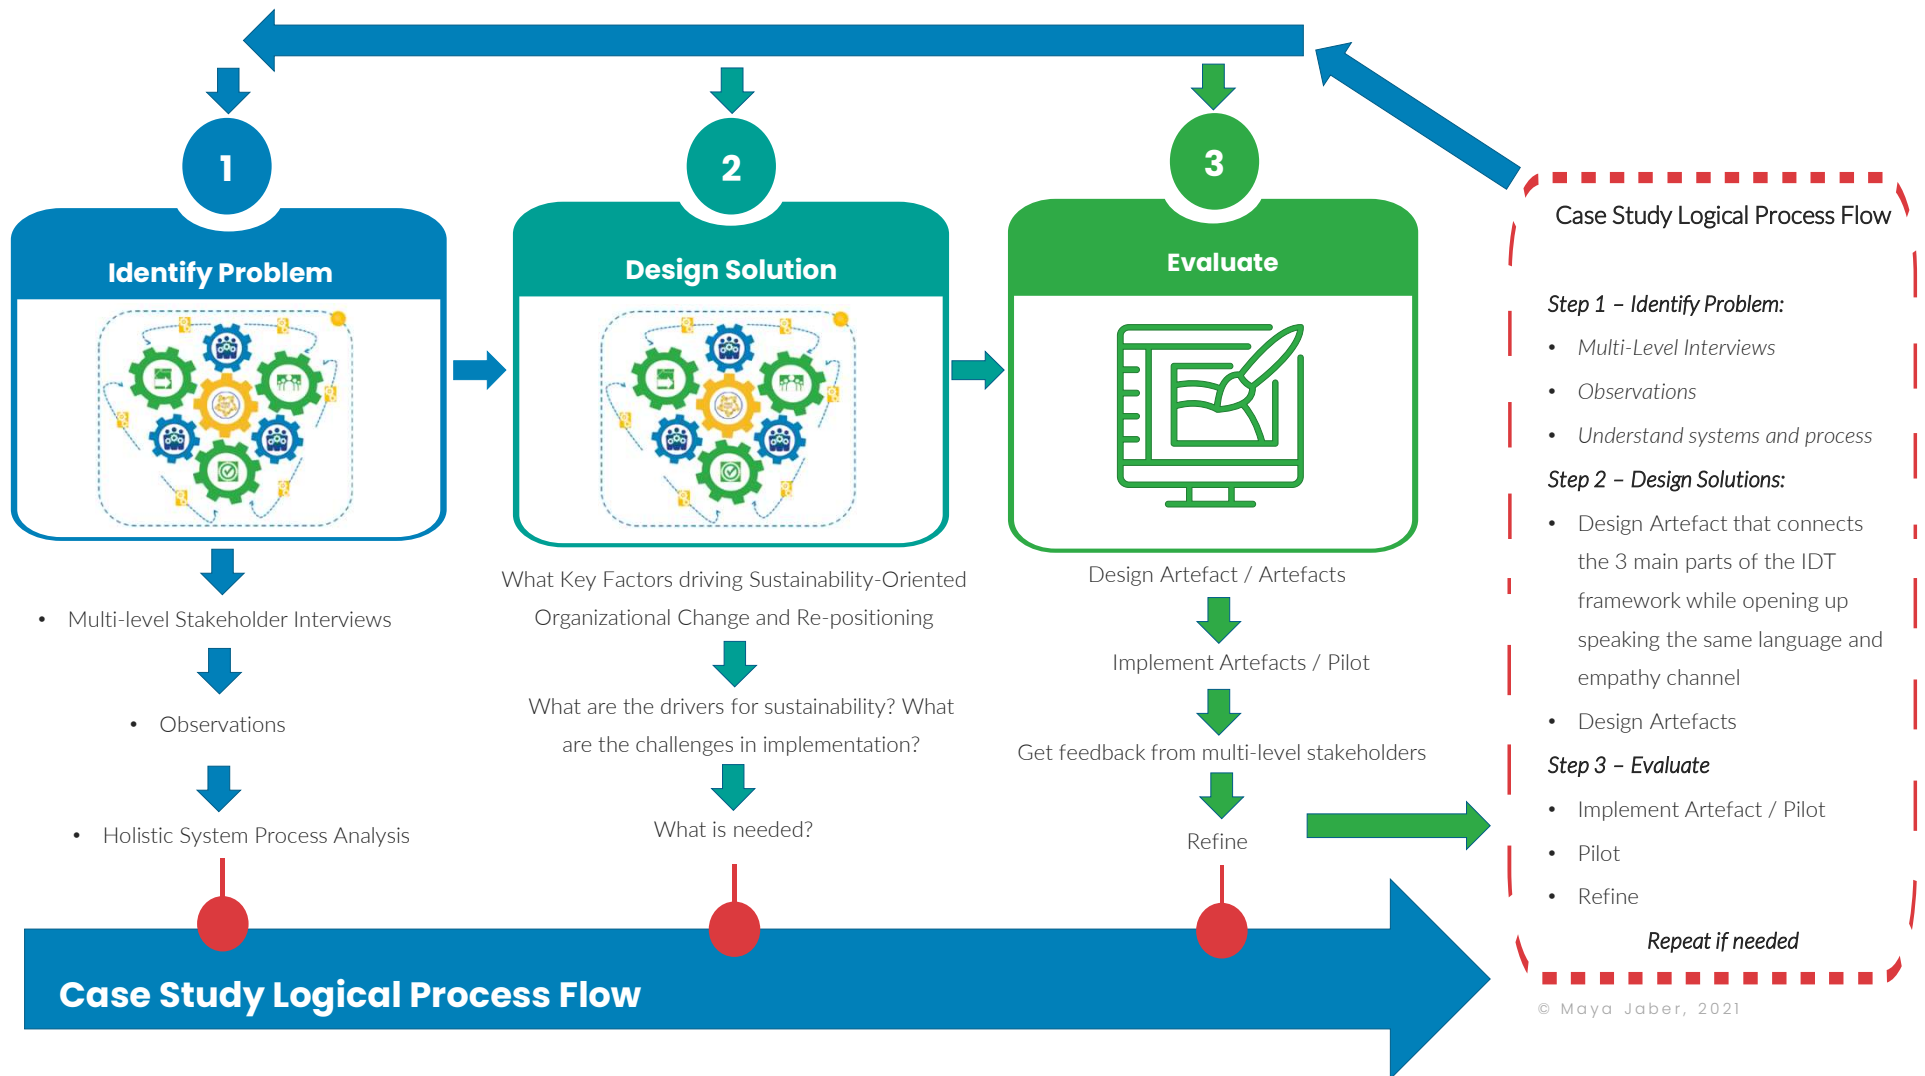 1
Identify Problem
• Multi-level Stakeholder Interviews
• Observations
• Holistic System Process Analysis
2
Design Solution
What Key Factors driving Sustainability-Oriented
Organizational Change and Re-positioning
What are the drivers for sustainability? What
are the challenges in implementation?
What is needed?
3
Evaluate
Design Artefact / Artefacts
Implement Artefacts / Pilot
Get feedback from multi-level stakeholders
Refine
Case Study Logical Process Flow
Case Study Logical Process Flow
Step 1 – Identify Problem:
• Multi-Level Interviews
• Observations
• Understand systems and process
Step 2 – Design Solutions:
• Design Artefact that connects
the 3 main parts of the IDT
framework while opening up
speaking the same language and
empathy channel
• Design Artefacts
Step 3 – Evaluate
• Implement Artefact / Pilot
• Pilot
• Refine
Repeat if needed
© Maya Jaber, 2021